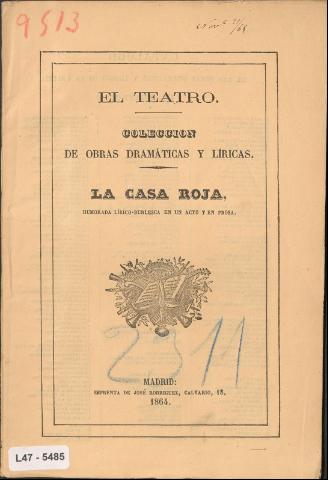 9513
EL TEATRO.
COLECCION
DE OBRAS DRAMÁTICAS Y LÍRICAS.
LA CASA ROJA,
HUMORADA LÍRICO-BURLESCA EN UN ACTO Y EN PROSA.
2311
MADRID:
IMPRENTA DE JOSÉ RODRIGUEZ, CALVARIO, 18.
1864.
L47 - 5485